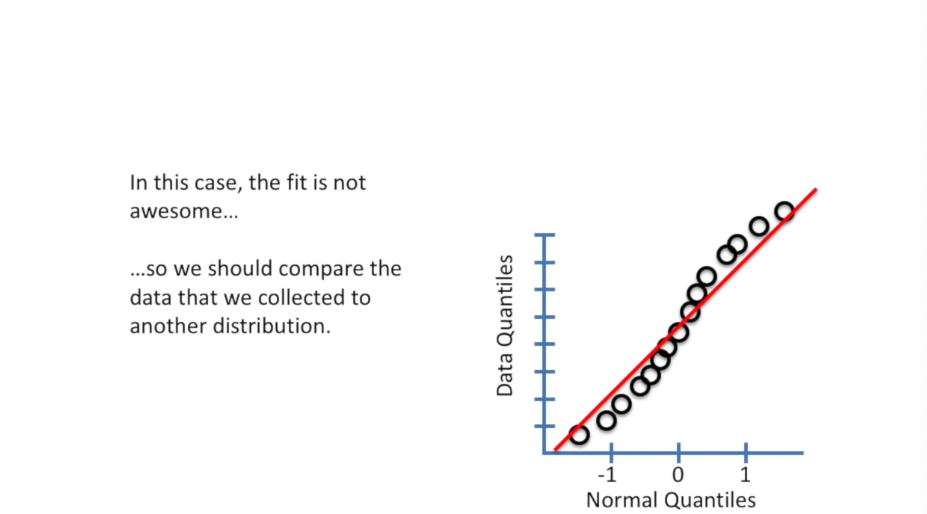 In this case, the fit is not
awesome...
...so we should compare the
data that we collected to
another distribution.
Data Quantiles
-1 0 1
Normal Quantiles